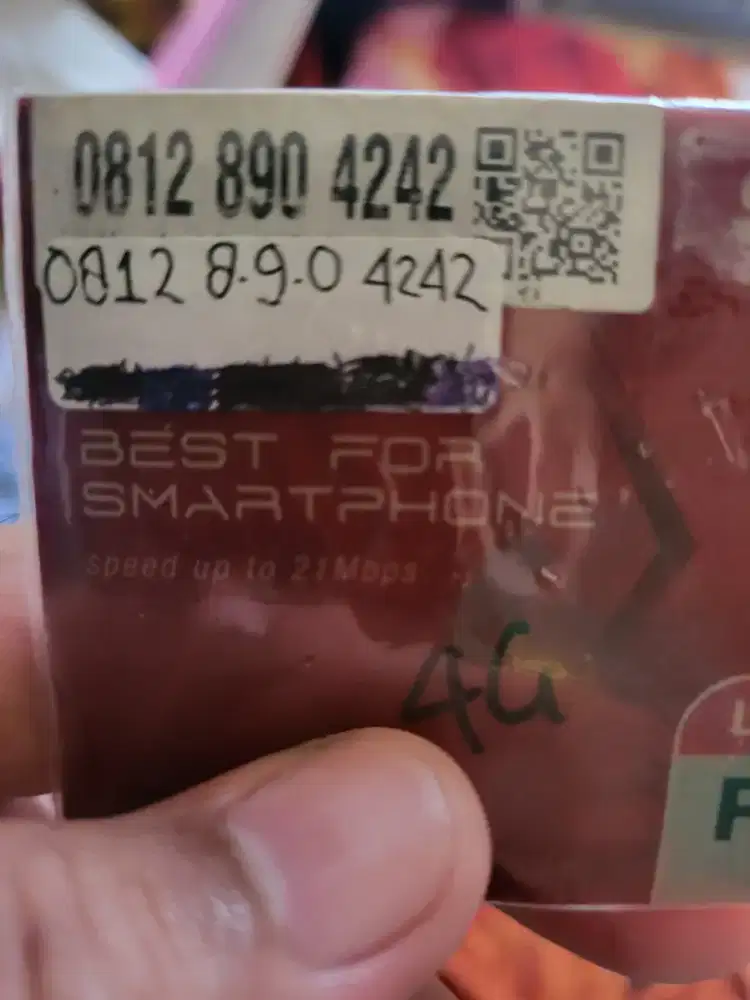 0812 890 4242
0812 8.9.0 4242
BEST FOR
SMARTPHONE
speed up to 21Mbps
4G